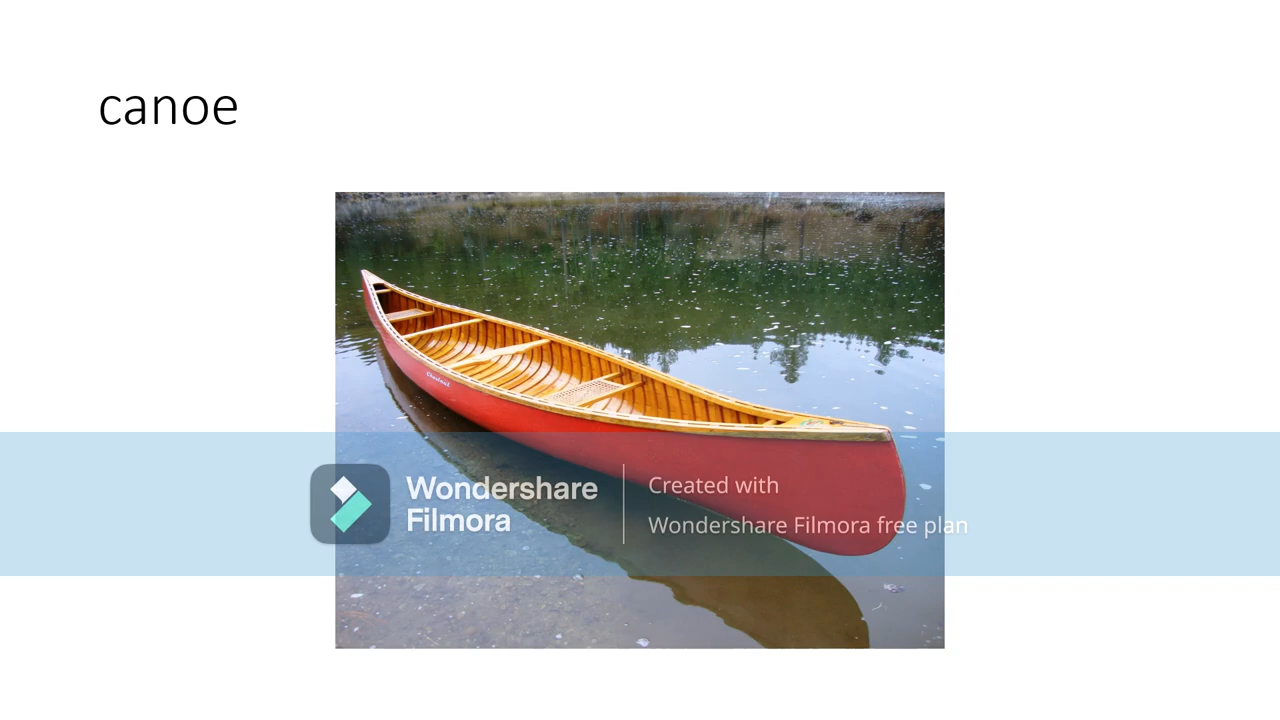 canoe
Wondershare
Filmora
Created with
Wondershare Filmora free plan